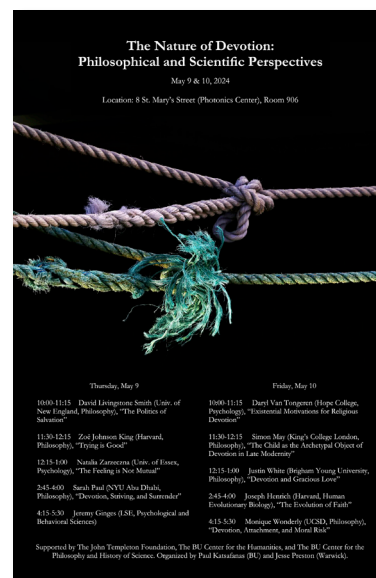 The Nature of Devotion:
Philosophical and Scientific Perspectives
May 9 & 10, 2024
Location: 8 St. Mary's Street (Photonics Center), Room 906
Thursday, May 9
10:00-11:15 David Livingstone Smith (Univ. of
New England, Philosophy), "The Politics of
Salvation"
11:30-12:15 Zoë Johnson King (Harvard,
Philosophy), "Trying is Good"
12:15-1:00 Natalia Zarzeczna (Univ. of Essex,
Psychology), "The Feeling is Not Mutual"
2:45-4:00 Sarah Paul (NYU Abu Dhabi,
Philosophy), "Devotion, Striving, and Surrender"
4:15-5:30 Jeremy Ginges (LSE, Psychological and
Behavioral Sciences)
Friday, May 10
10:00-11:15 Daryl Van Tongeren (Hope College,
Psychology), "Existential Motivations for Religious
Devotion"
11:30-12:15 Simon May (King's College London,
Philosophy), "The Child as the Archetypal Object of
Devotion in Late Modernity"
12:15-1:00 Justin White (Brigham Young University,
Philosophy), "Devotion and Gracious Love"
2:45-4:00 Joseph Henrich (Harvard, Human
Evolutionary Biology), "The Evolution of Faith"
4:15-5:30 Monique Wonderly (UCSD, Philosophy),
"Devotion, Attachment, and Moral Risk"
Supported by The John Templeton Foundation, The BU Center for the Humanities, and The BU Center for the
Philosophy and History of Science. Organized by Paul Katsafanas (BU) and Jesse Preston (Warwick).